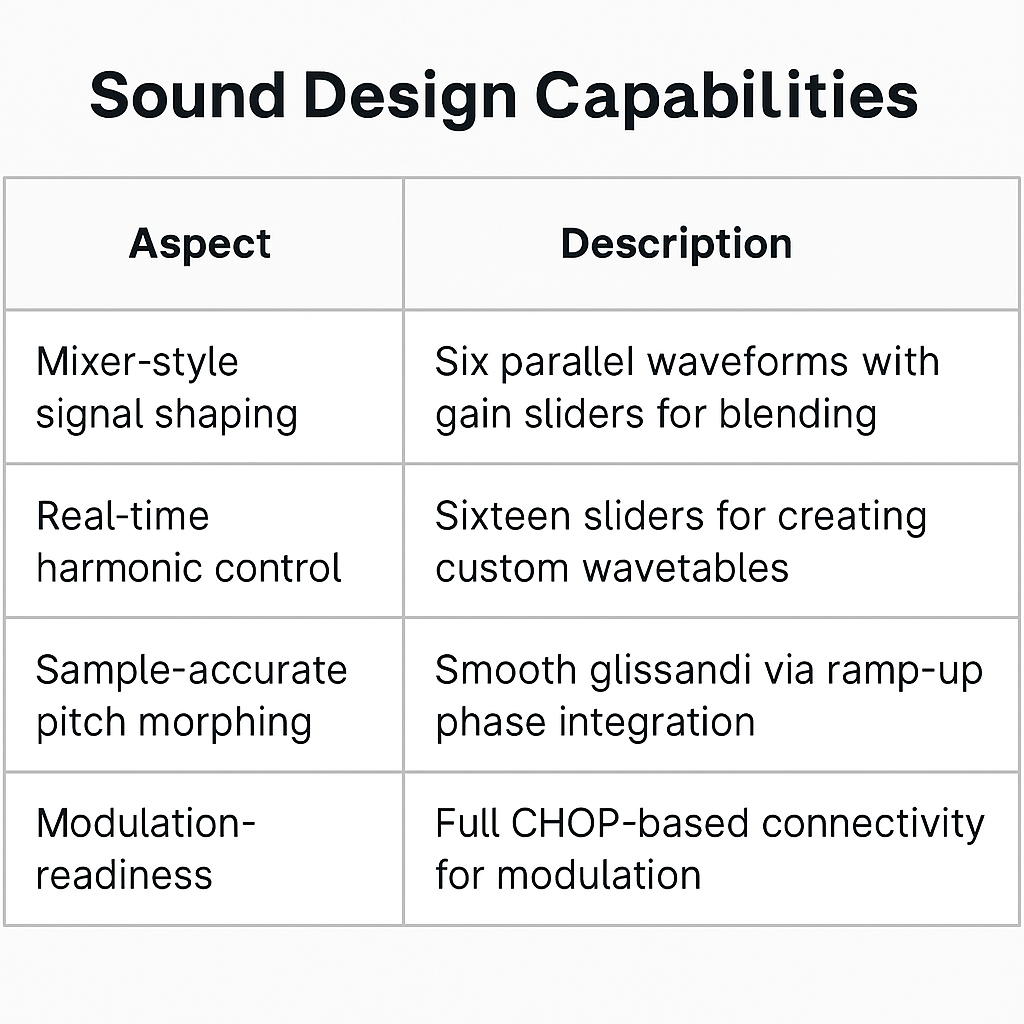 Sound Design Capabilities
Aspect
Description
Mixer-style
signal shaping
Six parallel waveforms with
gain sliders for blending
Real-time
harmonic control
Sixteen sliders for creating
custom wavetables
Sample-accurate
pitch morphing
Smooth glissandi via ramp-up
phase integration
Modulation-
readiness
Full CHOP-based connectivity
for modulation